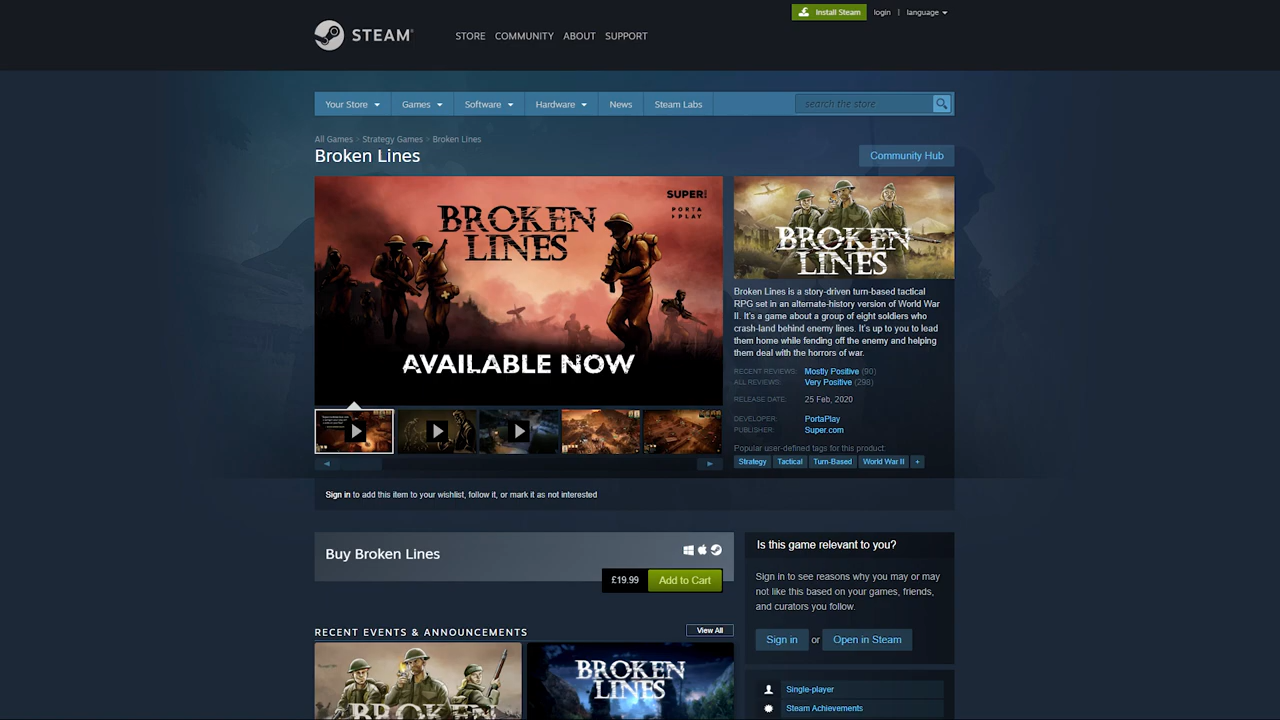 Install Steam login | language
STEAM®
STORE COMMUNITY ABOUT SUPPORT
Your Store Games Software Hardware News Steam Labs search the store
All Games > Strategy Games > Broken Lines
Broken Lines
Community Hub
SUPER
PORTA
PLAY
BROKEN
LINES
AVAILABLE NOW
BROKEN
LINES
Broken Lines is a story-driven turn-based tactical
RPG set in an alternate-history version of World War
II. It's a game about a group of eight soldiers who
crash-land behind enemy lines. It's up to you to lead
them home while fending off the enemy and helping
them deal with the horrors of war.
RECENT REVIEWS: Mostly Positive (90)
ALL REVIEWS: Very Positive (298)
RELEASE DATE: 25 Feb, 2020
DEVELOPER: PortaPlay
PUBLISHER: Super.com
Popular user-defined tags for this product:
Strategy Tactical Turn-Based World War II +
Sign in to add this item to your wishlist, follow it, or mark it as not interested
Buy Broken Lines
£19.99 Add to Cart
Is this game relevant to you?
Sign in to see reasons why you may or may
not like this based on your games, friends,
and curators you follow.
Sign in or Open in Steam
RECENT EVENTS & ANNOUNCEMENTS View All
BROKEN
BROKEN
LINES
Single-player
Steam Achievements